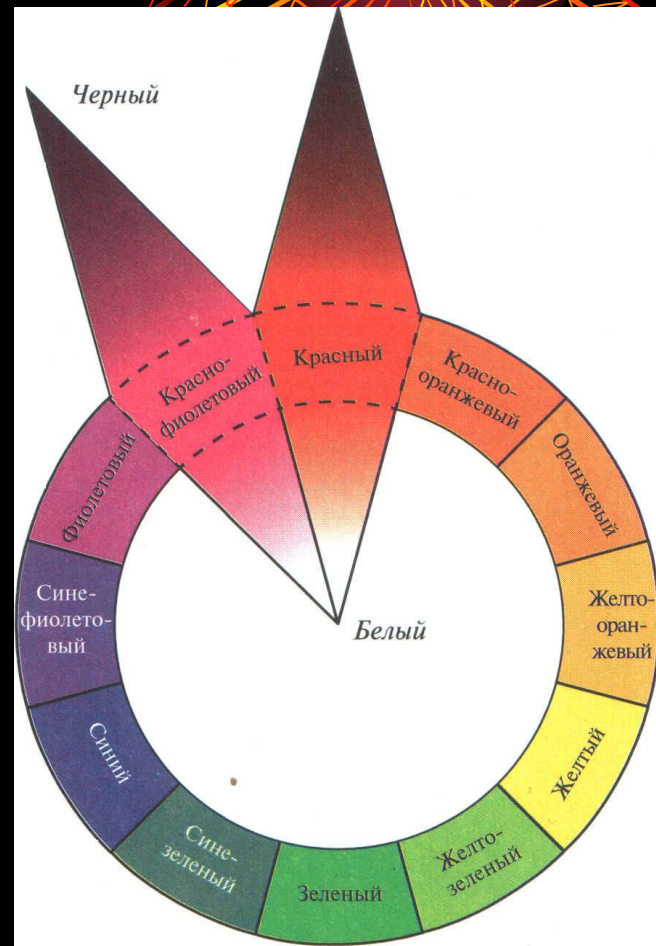 Черный
Красно-
фиолетовый
Красный
Красно-
оранжевый
Оранжевый
Желто-
оран-
жевый
Желтый
Желто-
зеленый
Зеленый
Сине-
зеленый
Синий
Сине-
фиолето-
вый
Фиолетовый
Белый